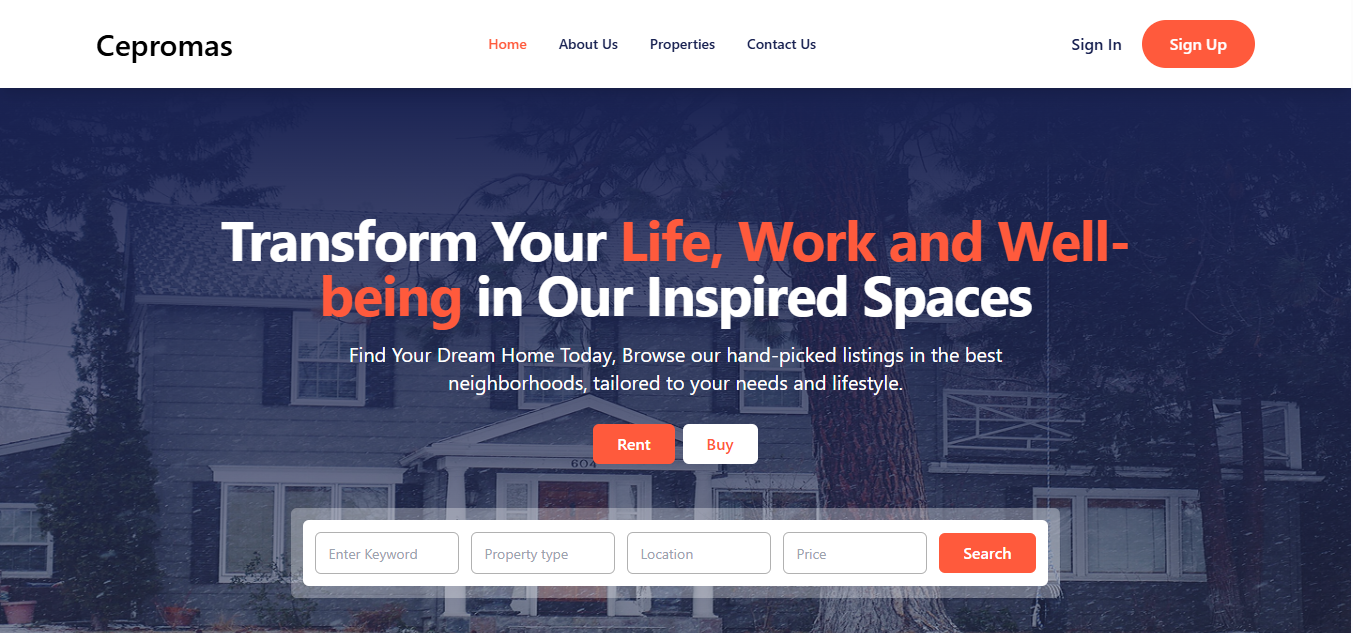 Cepromas
Home About Us Properties Contact Us
Sign In Sign Up
Transform Your Life, Work and Well-
being in Our Inspired Spaces
Find Your Dream Home Today, Browse our hand-picked listings in the best
neighborhoods, tailored to your needs and lifestyle.
Rent Buy
604
Enter Keyword Property type Location Price Search